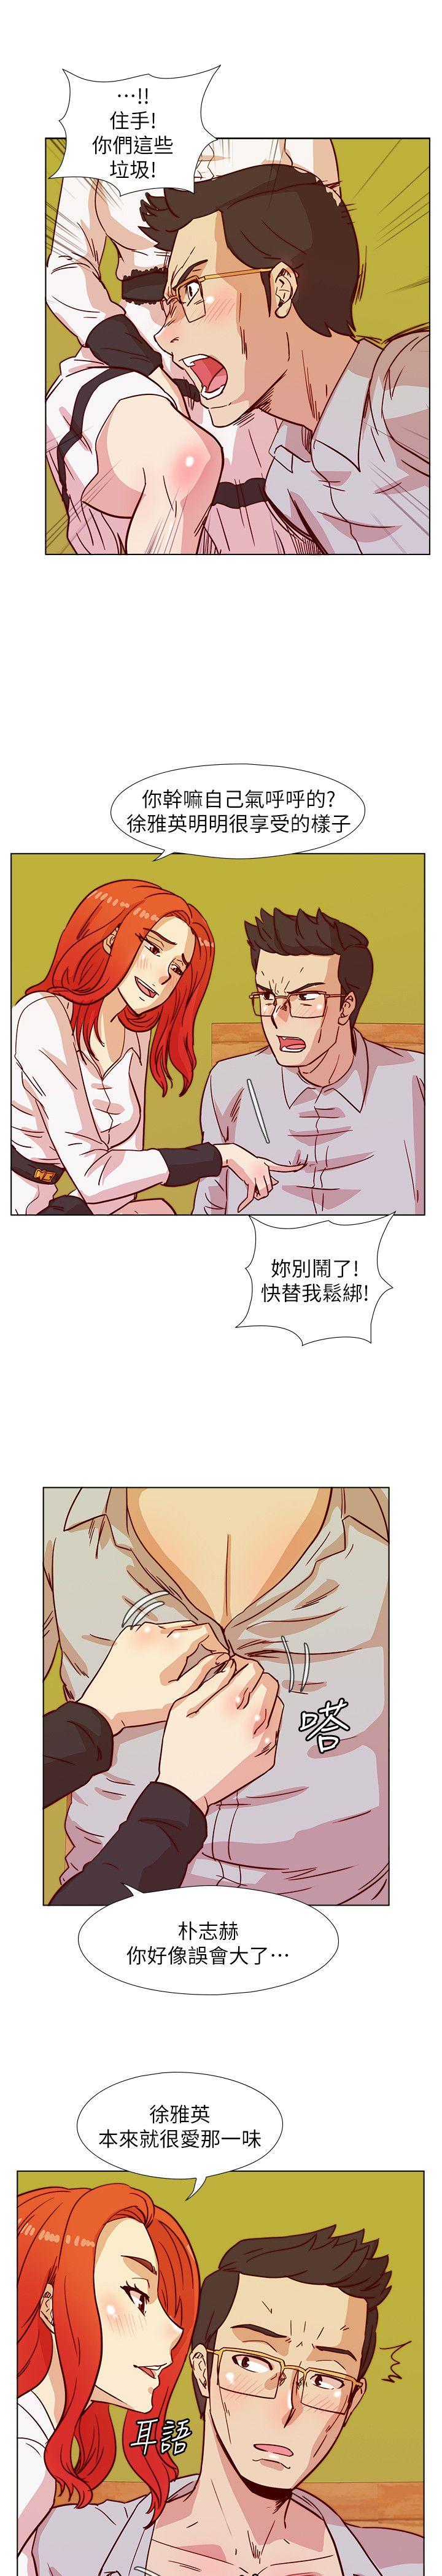 …!!
住手!
你們這些
垃圾!
你幹嘛自己氣呼呼的?
徐雅英明明很享受的樣子
妳別鬧了!
快替我鬆綁!
嗒
朴志赫
你好像誤會大了…
徐雅英
本來就很愛那一味
耳語